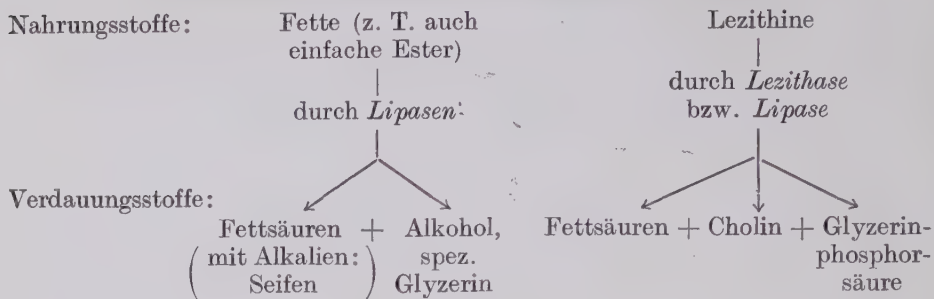 Nahrungsstoffe: Fette (z. T. auch Lezithine
einfache Ester)
durch Lezithase
durch Lipasen: bzw. Lipase
Verdauungsstoffe:
Fettsäuren + Alkohol, Fettsäuren + Cholin + Glyzerin-
(mit Alkalien: spez. phosphor-
Seifen) Glyzerin säure